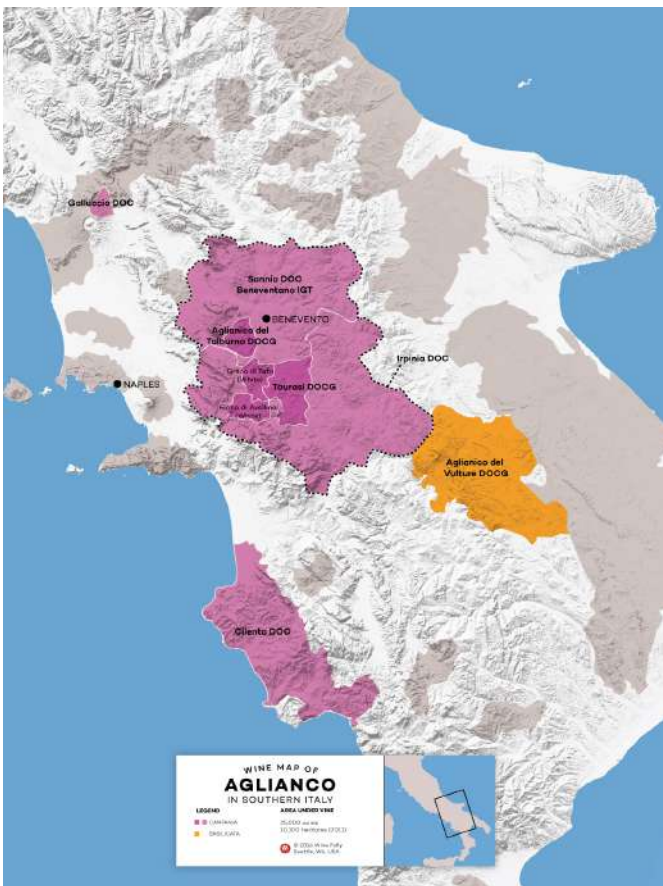 Galluccio DOC
Sannio DOC
Beneventano IGT
BENEVENTO
Aglianico del
Taburno DOCG
Irpinia DOC
Taurasi DOCG
NAPLES
Aglianico del
Vulture DOCG
Cilento DOC
WINE MAP OF
AGLIANCO
IN SOUTHERN ITALY
LEGEND
AREA UNDER VINE
CAMPANIA
BASILICATA